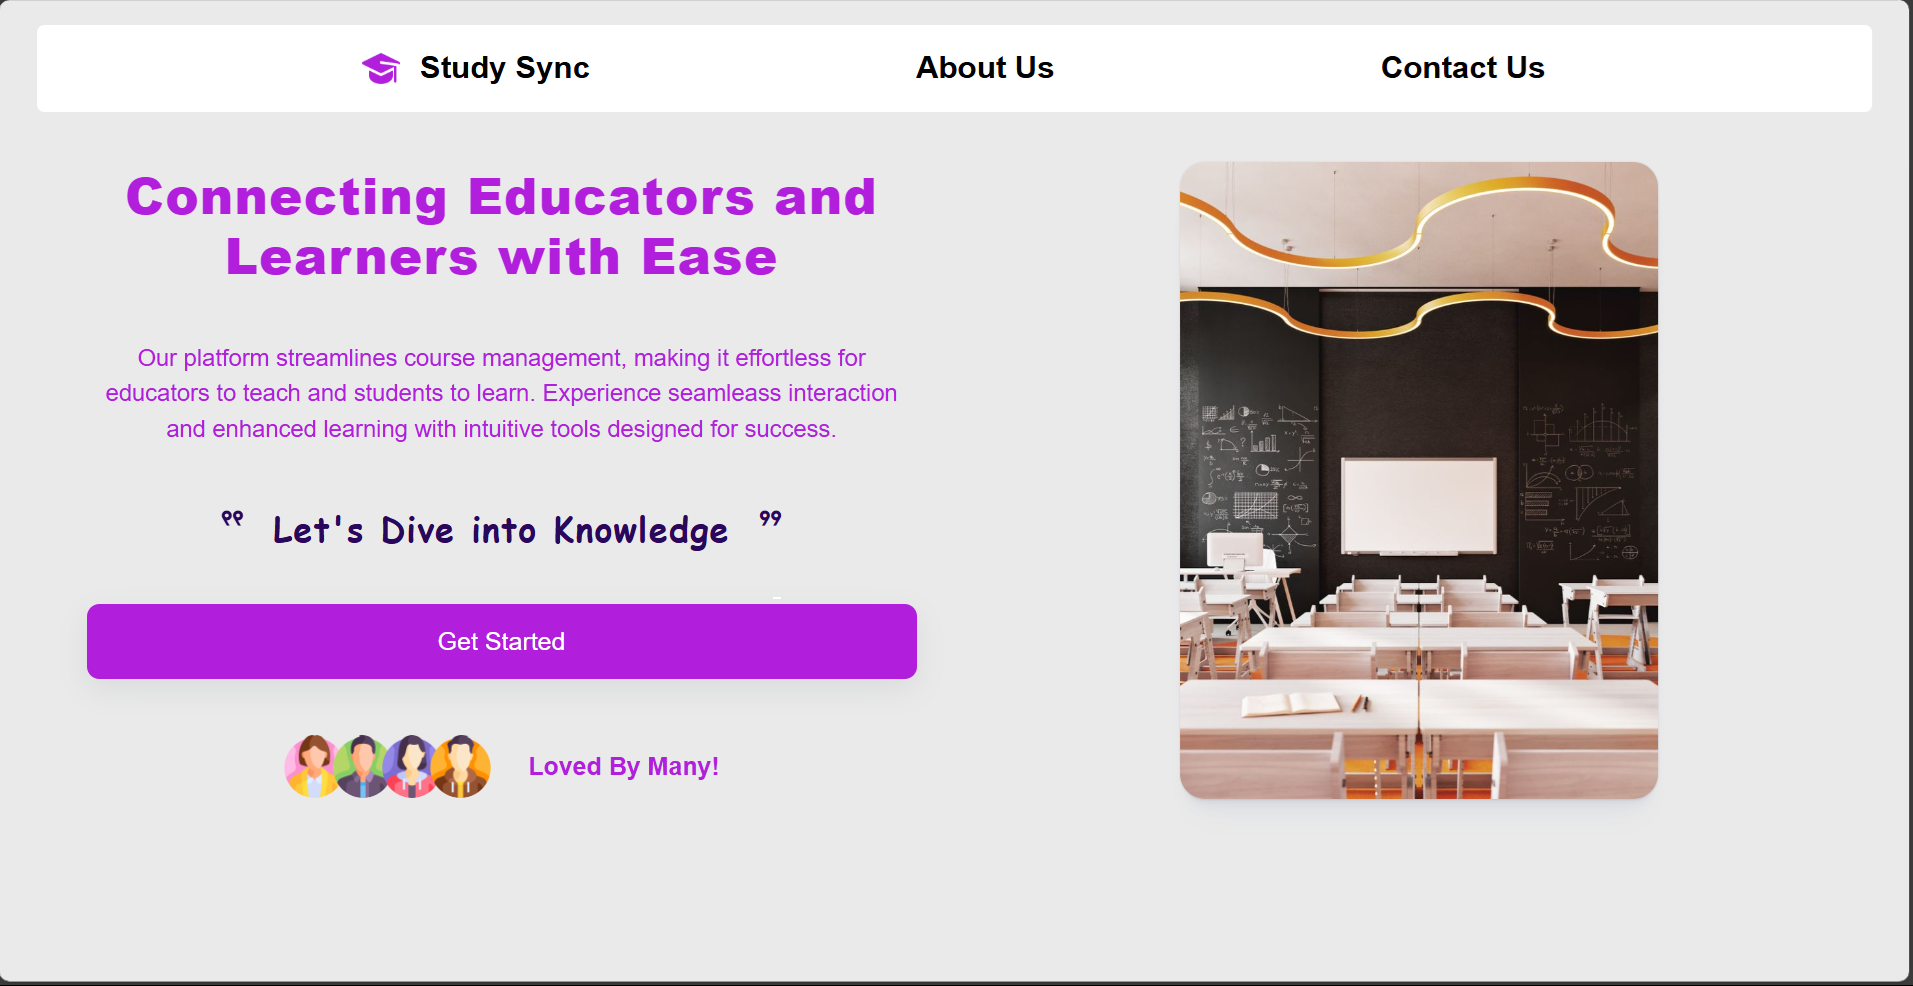 Study Sync
About Us
Contact Us
Connecting Educators and
Learners with Ease
Our platform streamlines course management, making it effortless for
educators to teach and students to learn. Experience seamleass interaction
and enhanced learning with intuitive tools designed for success.
" Let's Dive into Knowledge "
Get Started
Loved By Many!